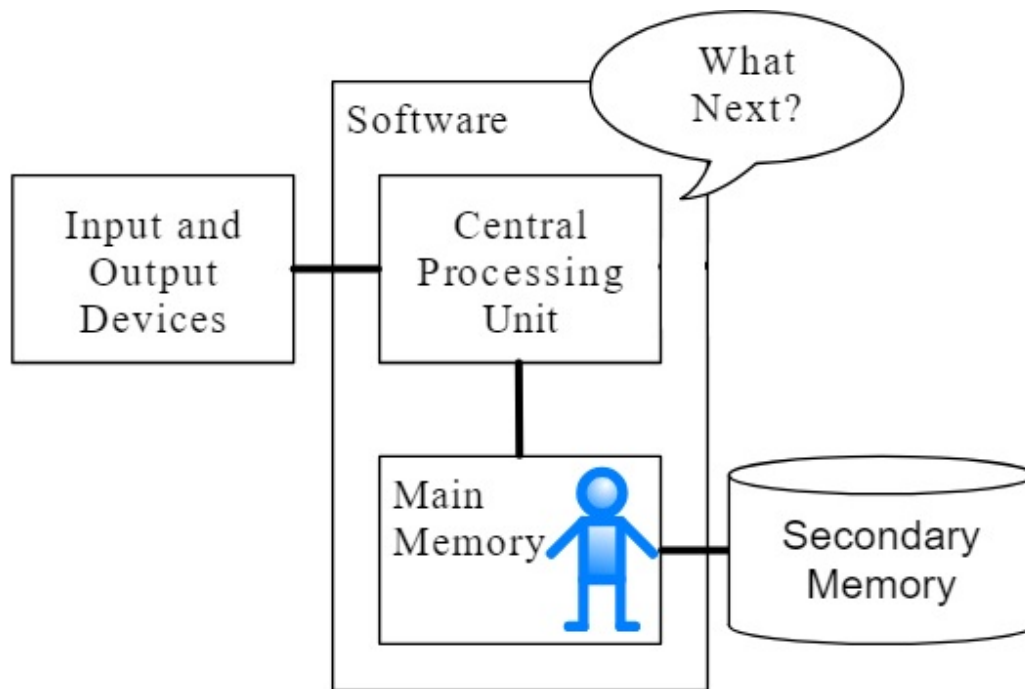 What
Next?
Software
Input and
Output
Devices
Central
Processing
Unit
Main
Memory
Secondary
Memory